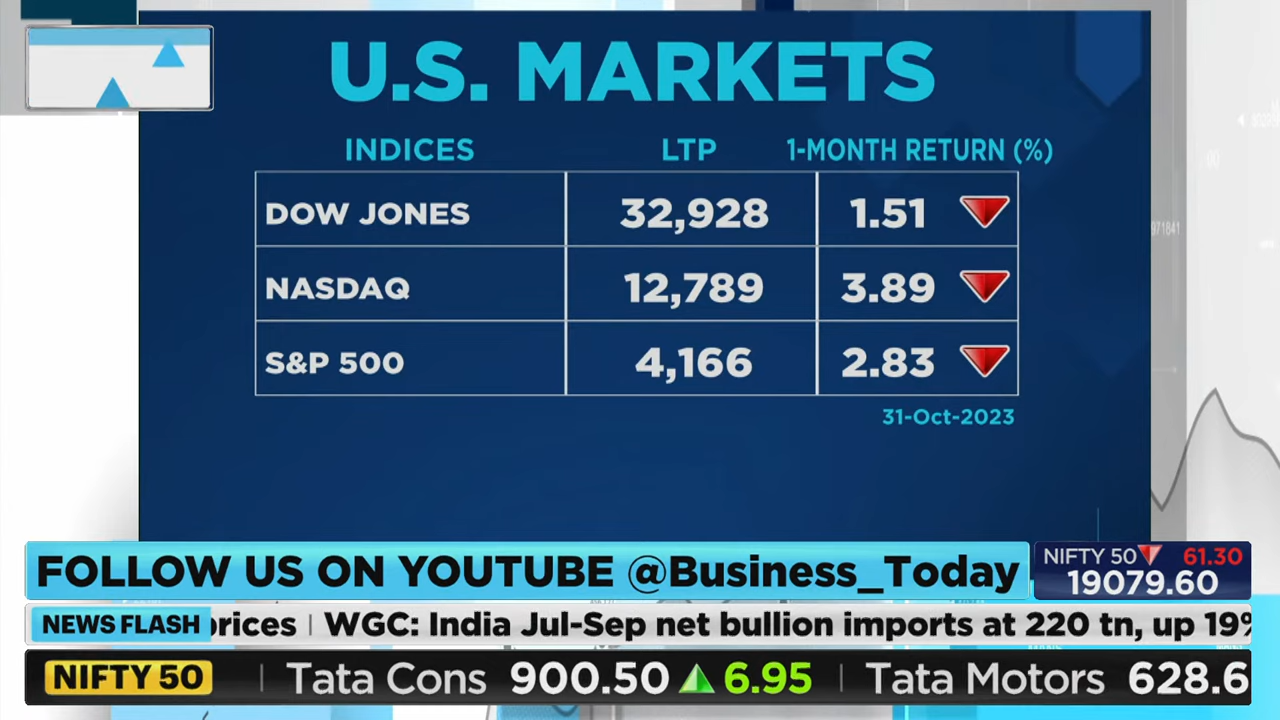 U.S. MARKETS
INDICES LTP 1-MONTH RETURN (%)
DOW JONES 32,928 1.51
NASDAQ 12,789 3.89
S&P 500 4,166 2.83
31-Oct-2023
971841
FOLLOW US ON YOUTUBE @Business_Today
NIFTY 50 61.30
19079.60
NEWS FLASH prices | WGC: India Jul-Sep net bullion imports at 220 tn, up 19%
NIFTY 50 | Tata Cons 900.50 6.95 | Tata Motors 628.6